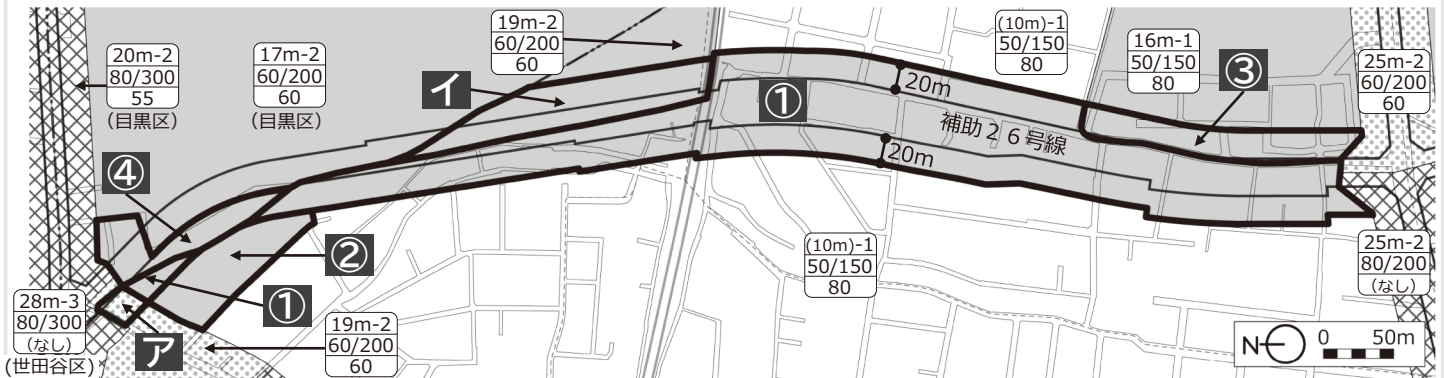 20m-2
80/300
55
(目黒区)
17m-2
60/200
60
(目黒区)
19m-2
60/200
60
イ
①
20m
(10m)-1
50/150
80
16m-1
50/150
80
③
25m-2
60/200
60
補助26号線
20m
④
②
①
ア
28m-3
80/300
(なし)
(世田谷区)
19m-2
60/200
60
(10m)-1
50/150
80
25m-2
80/200
(なし)
N
0 50m